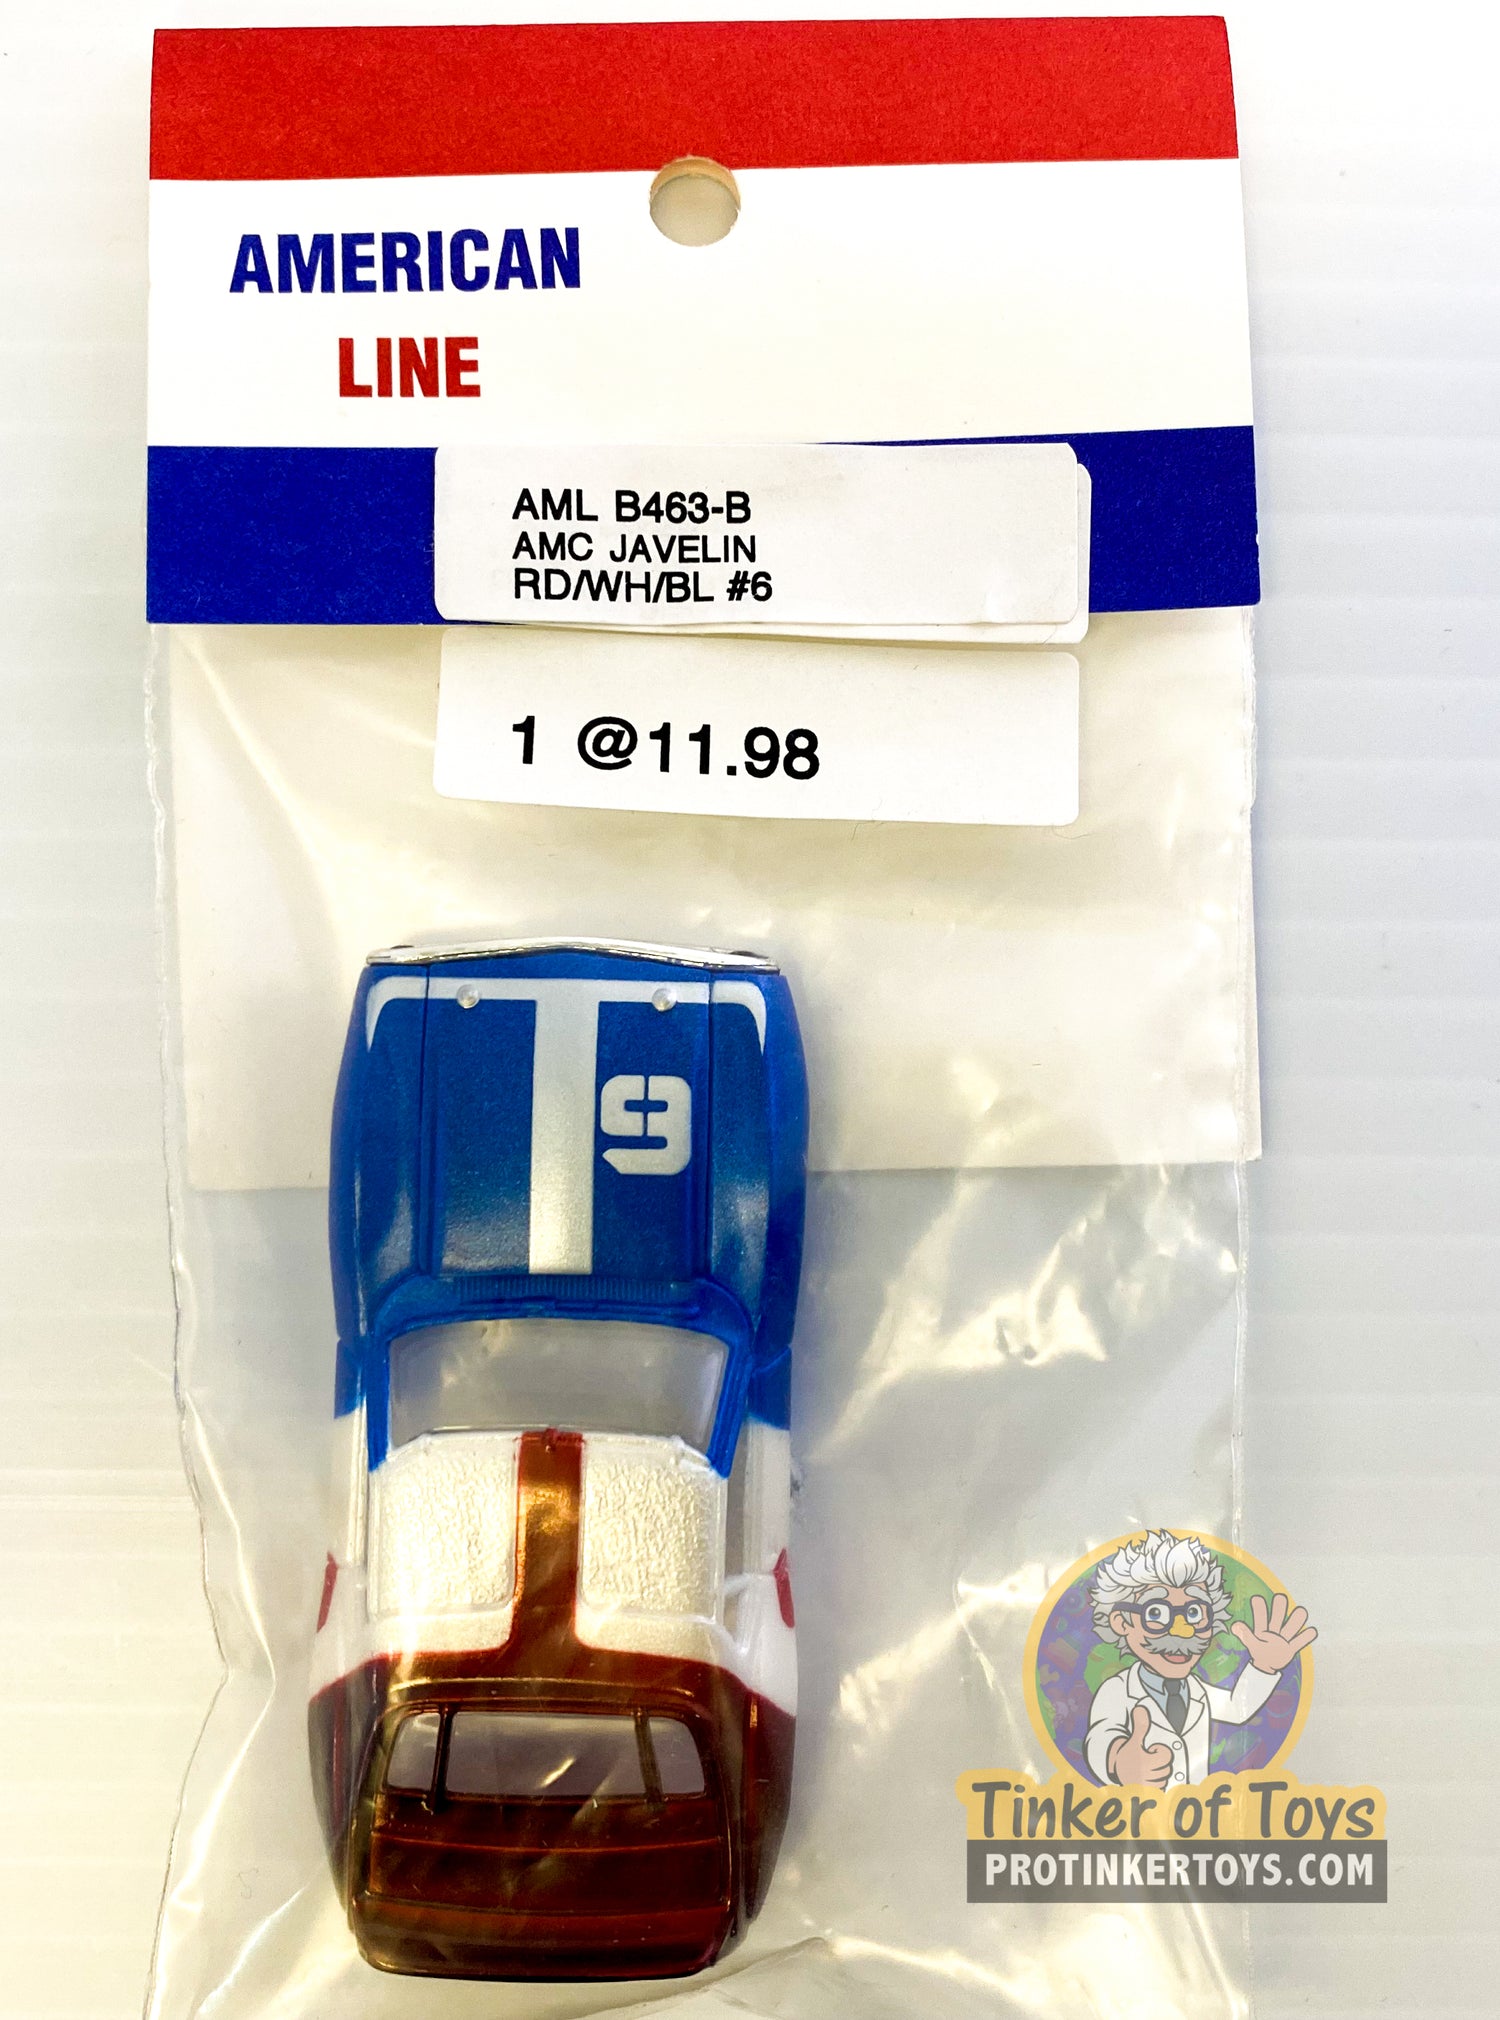 AMERICAN
LINE
AML B463-B
AMC JAVELIN
RD/WH/BL #6
1 @11.98
6
Tinker of Toys
PROTINKERTOYS.COM